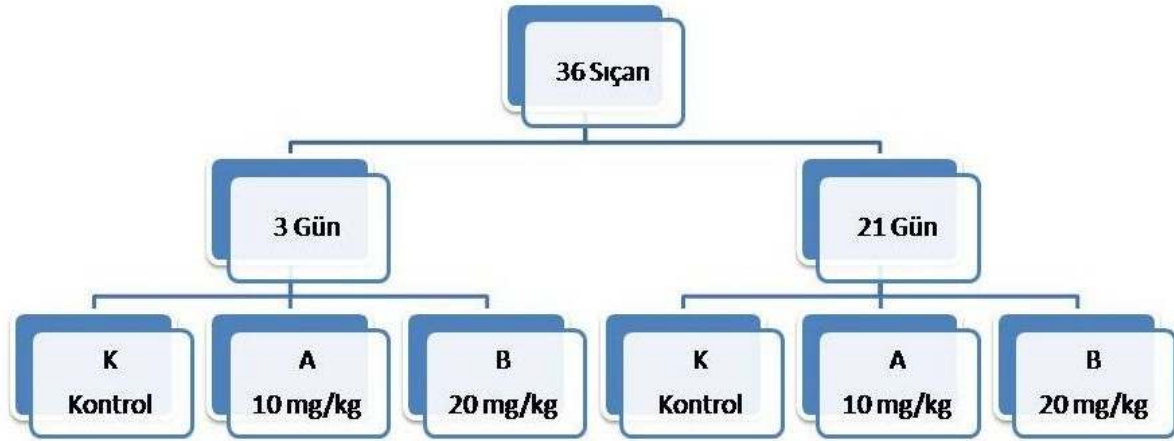 36 Sıçan
3 Gün
21 Gün
K
Kontrol
A
10 mg/kg
B
20 mg/kg
K
Kontrol
A
10 mg/kg
B
20 mg/kg